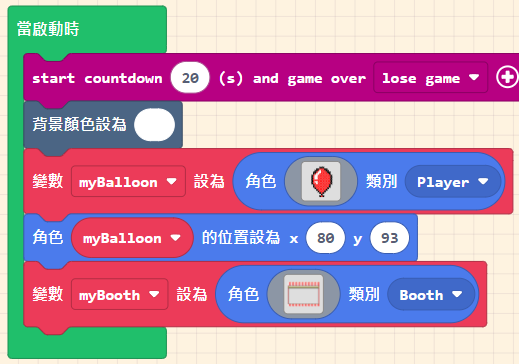 當啟動時
start countdown 20 (s) and game over lose game
背景顏色設為
變數 myBalloon 設為 角色 類別 Player
角色 myBalloon 的位置設為 x 80 y 93
變數 myBooth 設為 角色 類別 Booth